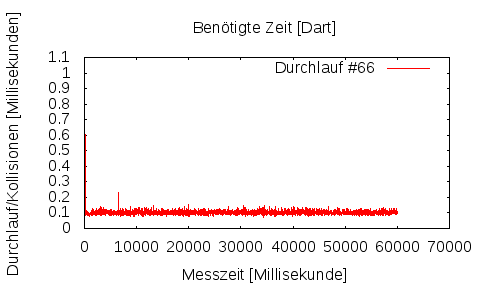 Benötigte Zeit [Dart]
Durchlauf/Kollisionen [Millisekunden]
1.1
1
0.9
0.8
0.7
0.6
0.5
0.4
0.3
0.2
0.1
0
Durchlauf #66
0 10000 20000 30000 40000 50000 60000 70000
Messzeit [Millisekunde]